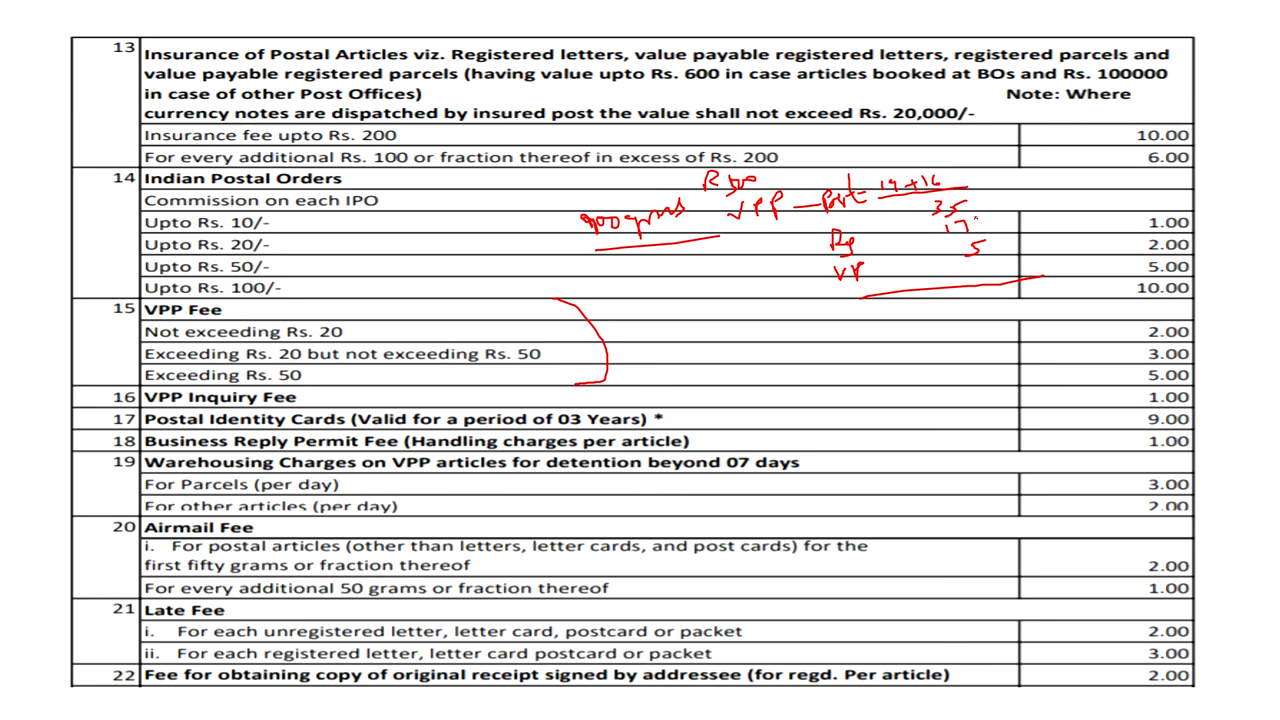 13 Insurance of Postal Articles viz. Registered letters, value payable registered letters, registered parcels and
value payable registered parcels (having value upto Rs. 600 in case articles booked at BOs and Rs. 100000
in case of other Post Offices) Note: Where
currency notes are dispatched by insured post the value shall not exceed Rs. 20,000/-
Insurance fee upto Rs. 200 10.00
For every additional Rs. 100 or fraction thereof in excess of Rs. 200 6.00
14 Indian Postal Orders
R 500
Commission on each IPO
900 grams VPP — Post = 19 + 16
35
Upto Rs. 10/- 1.00
17
Upto Rs. 20/- 2.00
Rg 5
Upto Rs. 50/- 5.00
VP
Upto Rs. 100/- 10.00
15 VPP Fee
Not exceeding Rs. 20 2.00
Exceeding Rs. 20 but not exceeding Rs. 50 3.00
Exceeding Rs. 50 5.00
16 VPP Inquiry Fee 1.00
17 Postal Identity Cards (Valid for a period of 03 Years) * 9.00
18 Business Reply Permit Fee (Handling charges per article) 1.00
19 Warehousing Charges on VPP articles for detention beyond 07 days
For Parcels (per day) 3.00
For other articles (per day) 2.00
20 Airmail Fee
i. For postal articles (other than letters, letter cards, and post cards) for the
first fifty grams or fraction thereof 2.00
For every additional 50 grams or fraction thereof 1.00
21 Late Fee
i. For each unregistered letter, letter card, postcard or packet 2.00
ii. For each registered letter, letter card postcard or packet 3.00
22 Fee for obtaining copy of original receipt signed by addressee (for regd. Per article) 2.00